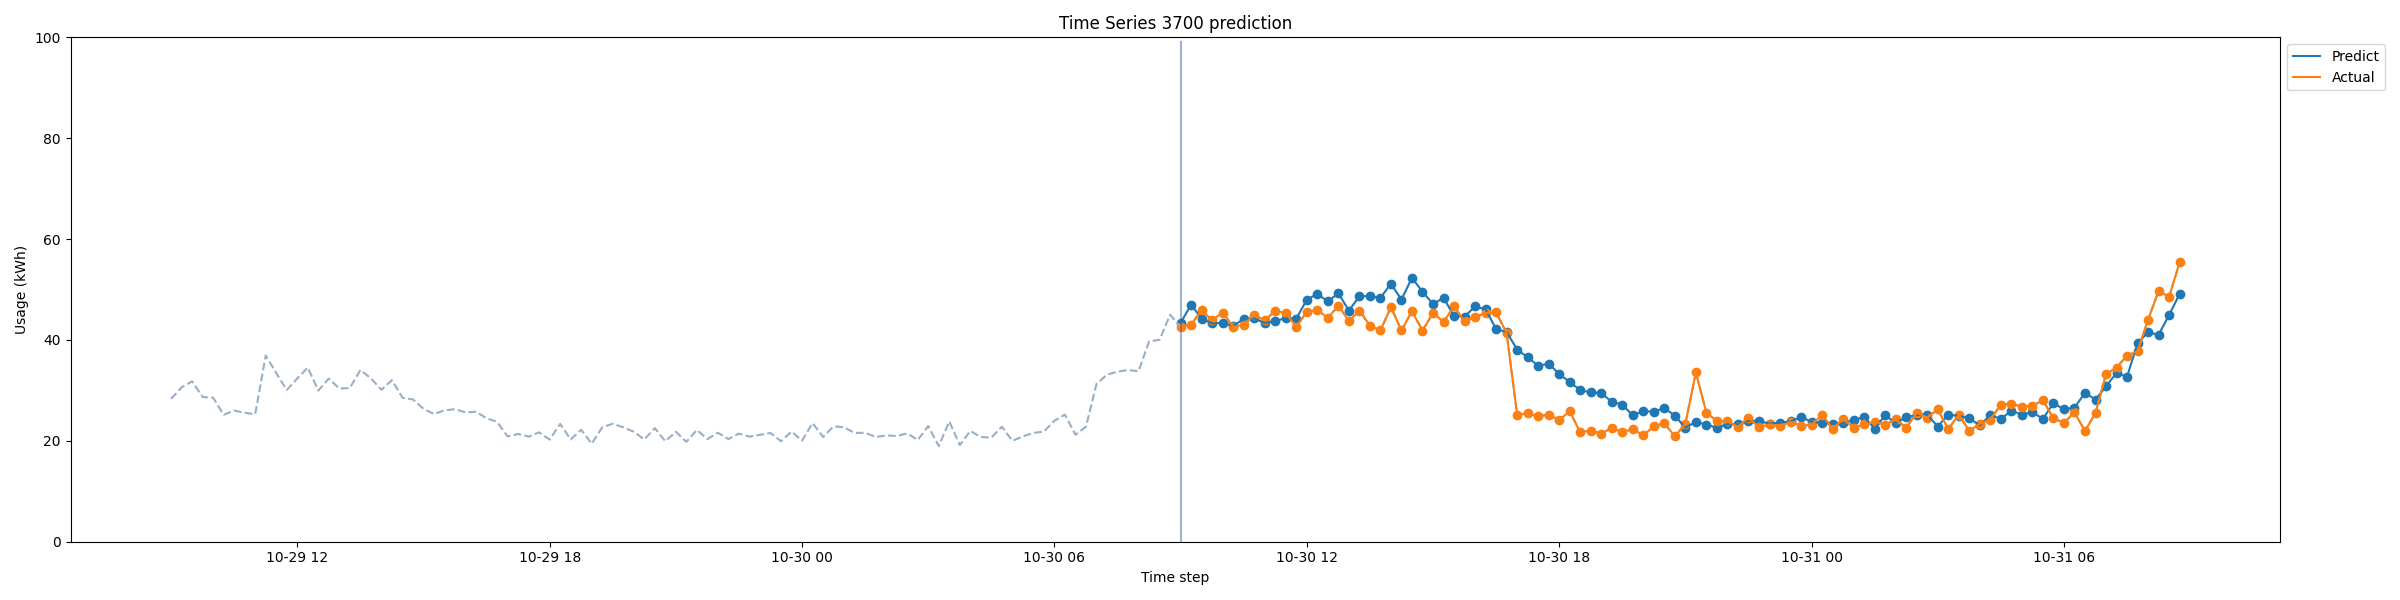 Time Series 3700 prediction
100
80
60
40
20
0
Usage (kWh)
10-29 12
10-29 18
10-30 00
10-30 06
10-30 12
10-30 18
10-31 00
10-31 06
Time step
Predict
Actual